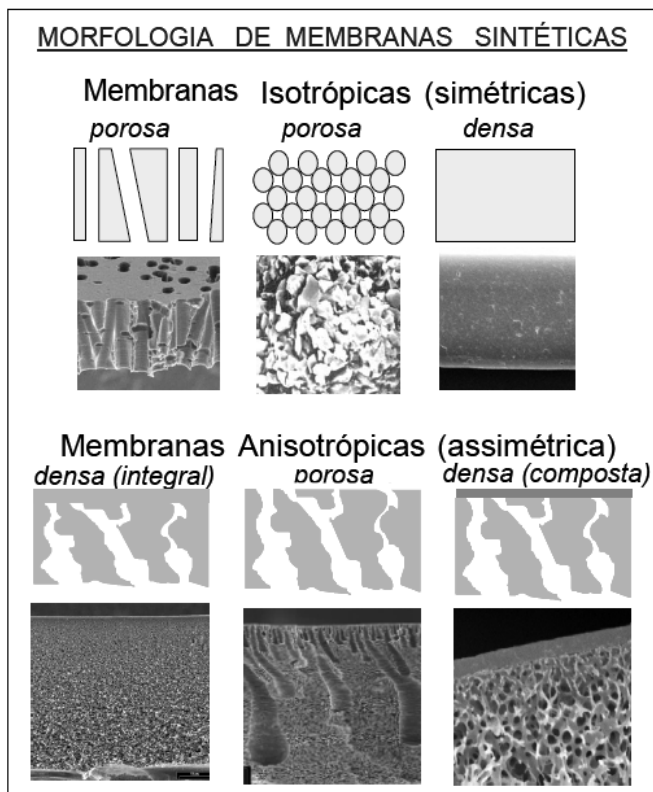 MORFOLOGIA DE MEMBRANAS SINTÉTICAS
Membranas Isotrópicas (simétricas)
porosa porosa densa
Membranas Anisotrópicas (assimétrica)
densa (integral) porosa densa (composta)